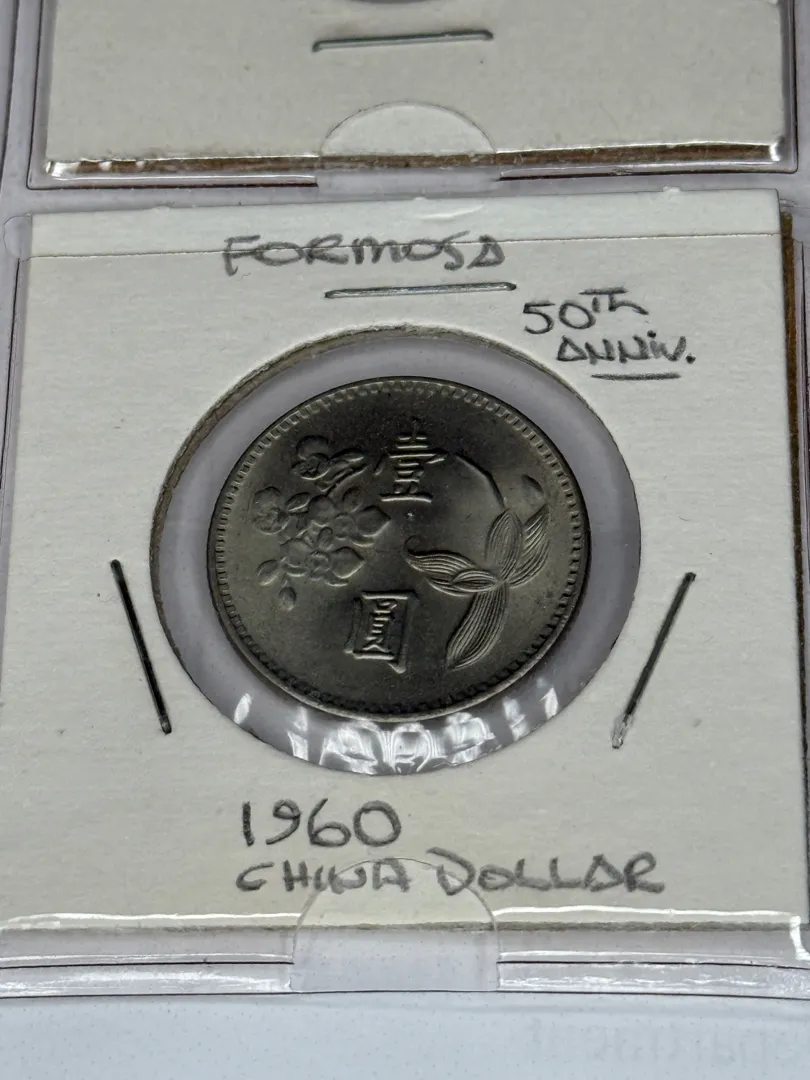 FORMOSA
50TH
ANNIV.
壹
圓
1960
CHINA DOLLAR